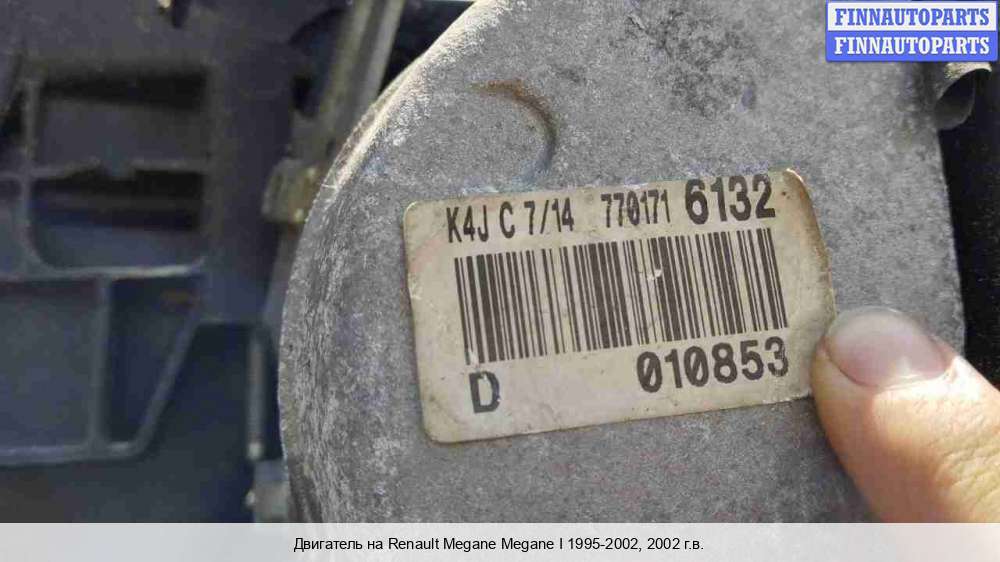 FINNAUTOPARTS
FINNAUTOPARTS
K4J C 7/14 770171 6132
D 010853
Двигатель на Renault Megane Megane I 1995-2002, 2002 г.в.